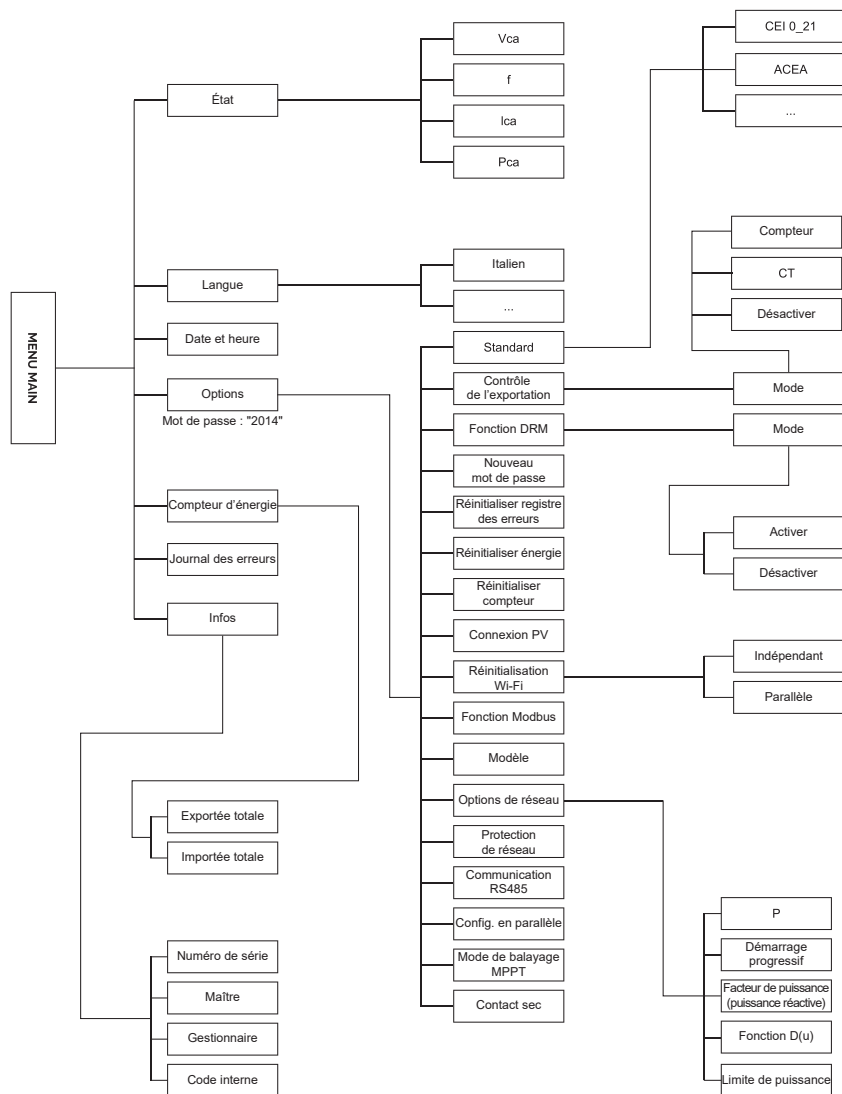 MENU MAIN
État
Vca
f
Ica
Pca
Langue
Italien
...
Date et heure
Options
Mot de passe : "2014"
Standard
CEI 0_21
ACEA
...
Contrôle
de l'exportation
Mode
Compteur
CT
Désactiver
Fonction DRM
Mode
Activer
Désactiver
Nouveau
mot de passe
Réinitialiser registre
des erreurs
Réinitialiser énergie
Réinitialiser
compteur
Connexion PV
Réinitialisation
Wi-Fi
Indépendant
Parallèle
Fonction Modbus
Modèle
Options de réseau
P
Démarrage
progressif
Facteur de puissance
(puissance réactive)
Fonction D(u)
Limite de puissance
Protection
de réseau
Communication
RS485
Config. en parallèle
Mode de balayage
MPPT
Contact sec
Compteur d'énergie
Exportée totale
Importée totale
Journal des erreurs
Infos
Numéro de série
Maître
Gestionnaire
Code interne